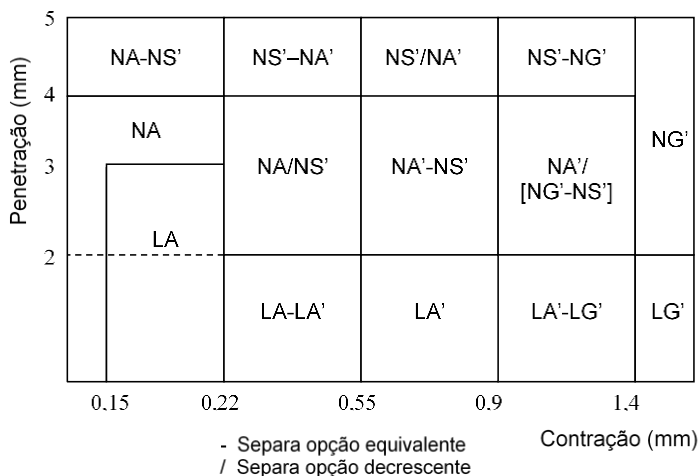 5
NA-NS’
NS’–NA’
NS’/NA’
NS’-NG’
4
Penetração (mm)
NA
NG’
3
NA/NS’
NA’-NS’
NA’/
[NG’-NS’]
LA
2
LA-LA’
LA’
LA’-LG’
LG’
0.15
0.22
0.55
0.9
1.4
- Separa opção equivalente
Contração (mm)
/ Separa opção decrescente